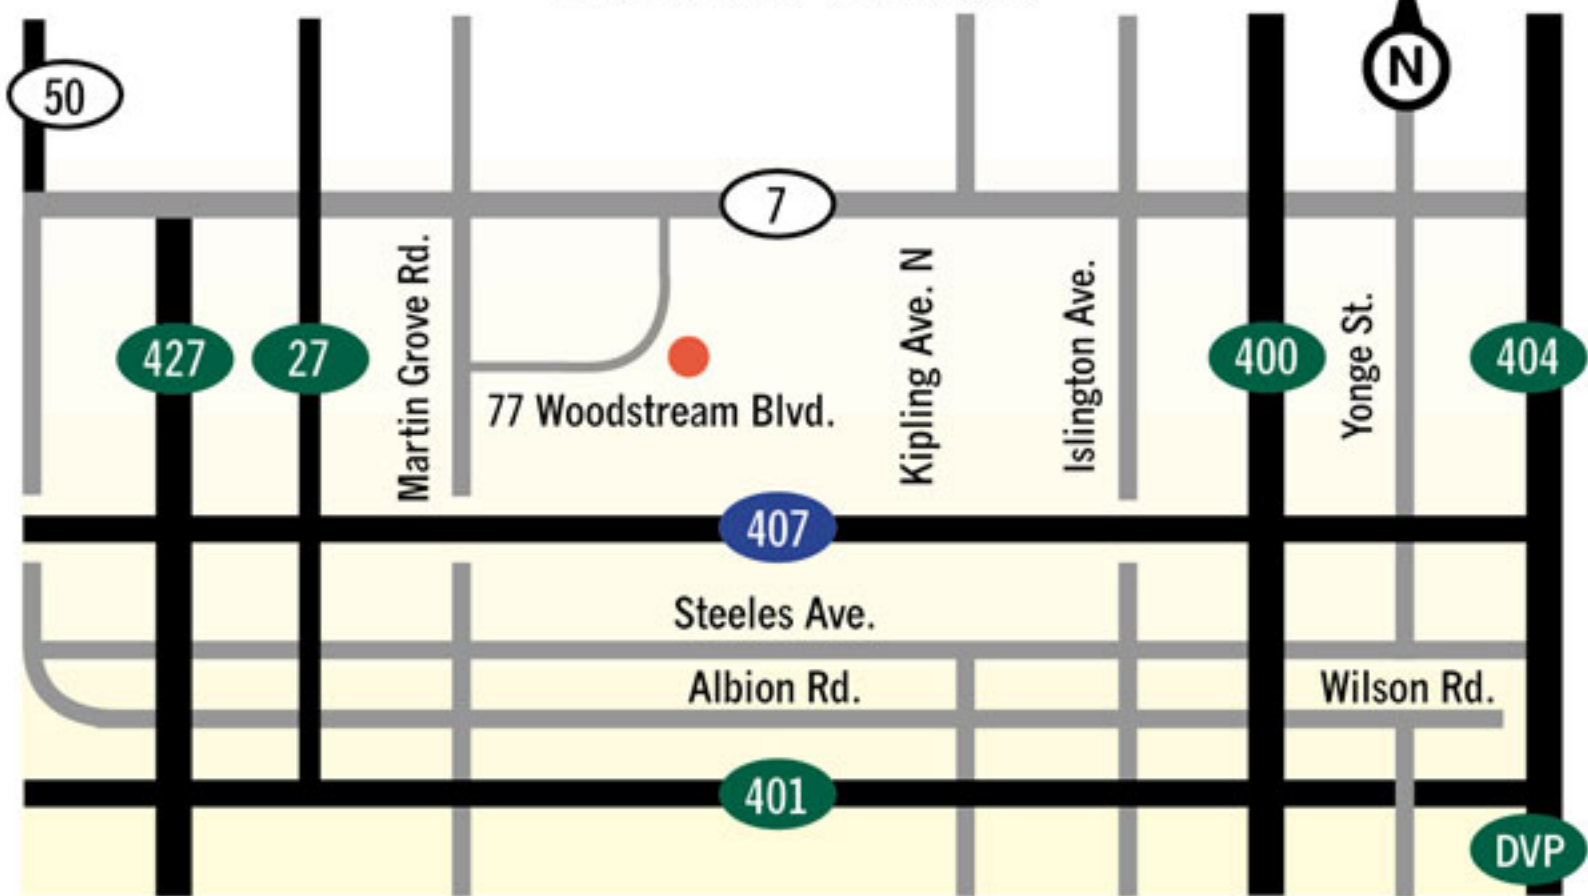 N
50
7
Martin Grove Rd.
Kipling Ave. N
Islington Ave.
Yonge St.
427
27
400
404
77 Woodstream Blvd.
407
Steeles Ave.
Albion Rd.
Wilson Rd.
401
DVP